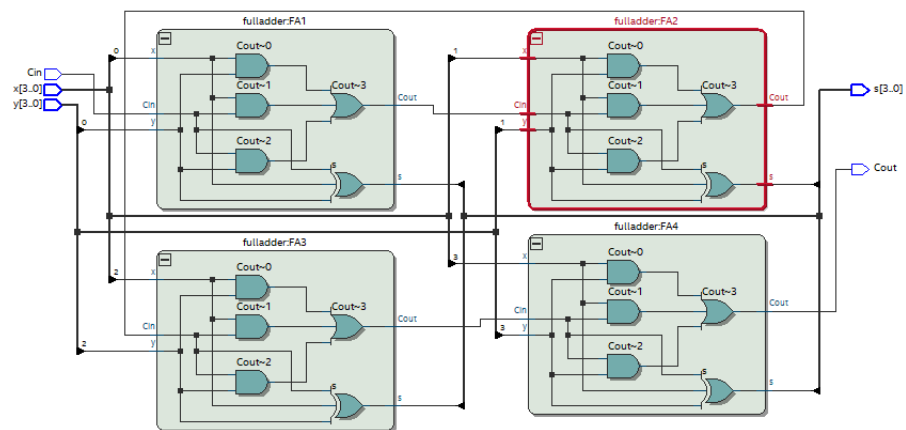 fulladder:FA1
0
x
Cout~0
Cout~3
Cout~1
Cin
Cout
0
y
Cout~2
s
s
fulladder:FA2
1
x
Cout~0
Cout~3
Cout~1
Cin
Cout
1
y
Cout~2
s
s
Cin
x[3..0]
y[3..0]
s[3..0]
Cout
fulladder:FA3
2
x
Cout~0
Cout~3
Cout~1
Cin
Cout
2
y
Cout~2
s
s
fulladder:FA4
3
x
Cout~0
Cout~3
Cout~1
Cin
Cout
3
y
Cout~2
s
s